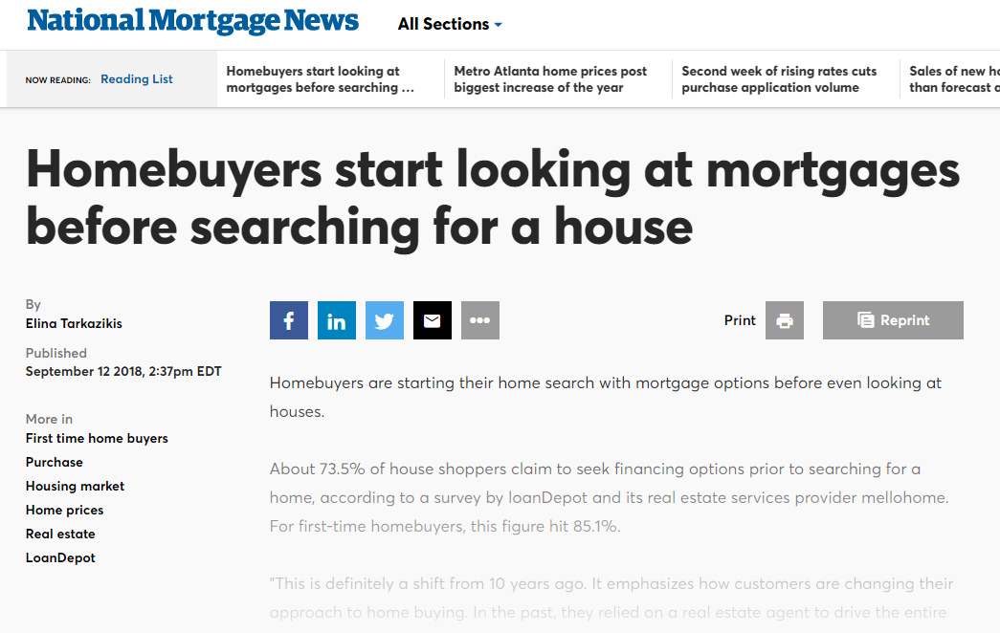 National Mortgage News
All Sections
NOW READING: Reading List
Homebuyers start looking at
mortgages before searching ...
Metro Atlanta home prices post
biggest increase of the year
Second week of rising rates cuts
purchase application volume
Sales of new
than forecast
Homebuyers start looking at mortgages
before searching for a house
By
Elina Tarkazikis
Published
September 12 2018, 2:37pm EDT
More in
First time home buyers
Purchase
Housing market
Home prices
Real estate
LoanDepot
f
in
Print
Reprint
Homebuyers are starting their home search with mortgage options before even looking at
houses.
About 73.5% of house shoppers claim to seek financing options prior to searching for a
home, according to a survey by loanDepot and its real estate services provider mellohome.
For first-time homebuyers, this figure hit 85.1%.
"This is definitely a shift from 10 years ago. It emphasizes how customers are changing their
approach to home buying. In the past, they relied on a real estate agent to drive the entire